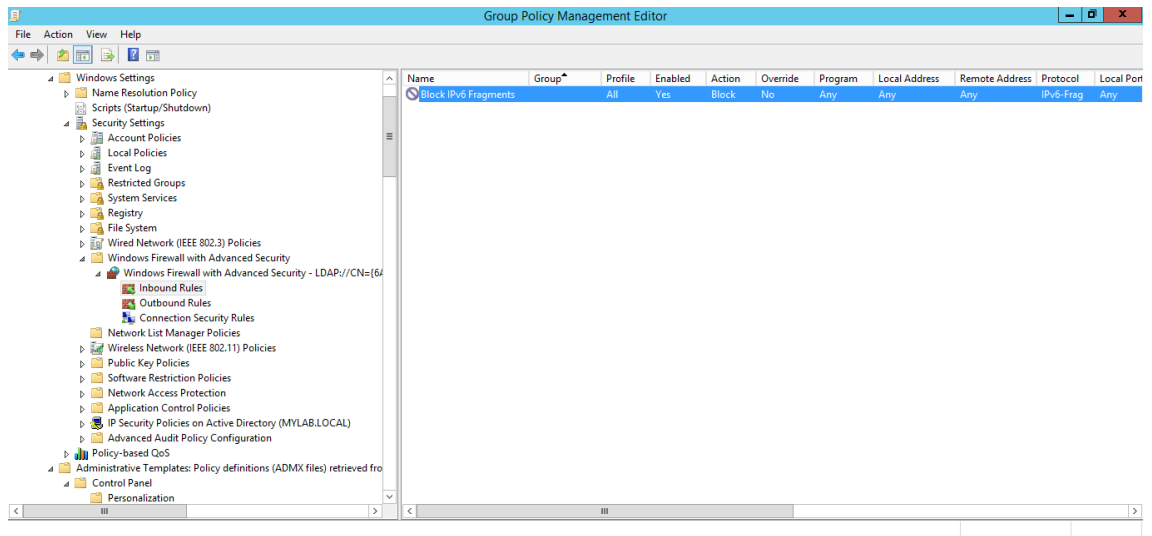 Group Policy Management Editor
File Action View Help
Windows Settings
Name Resolution Policy
Scripts (Startup/Shutdown)
Security Settings
Account Policies
Local Policies
Event Log
Restricted Groups
System Services
Registry
File System
Wired Network (IEEE 802.3) Policies
Windows Firewall with Advanced Security
Windows Firewall with Advanced Security - LDAP://CN={6A
Inbound Rules
Outbound Rules
Connection Security Rules
Network List Manager Policies
Wireless Network (IEEE 802.11) Policies
Public Key Policies
Software Restriction Policies
Network Access Protection
Application Control Policies
IP Security Policies on Active Directory (MYLAB.LOCAL)
Advanced Audit Policy Configuration
Policy-based QoS
Administrative Templates: Policy definitions (ADMX files) retrieved fro
Control Panel
Personalization
Name Group Profile Enabled Action Override Program Local Address Remote Address Protocol Local Port
Block IPv6 Fragments All Yes Block No Any Any Any IPv6-Frag Any